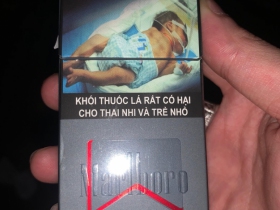 KHÓI THUỐC LÁ RẤT CÓ HẠI
CHO THAI NHI VÀ TRẺ NHỎ
Marlboro